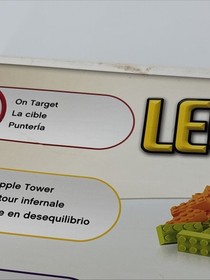 On Target
La cible
Puntería
LE
pple Tower
tour infernale
e en desequilibrio